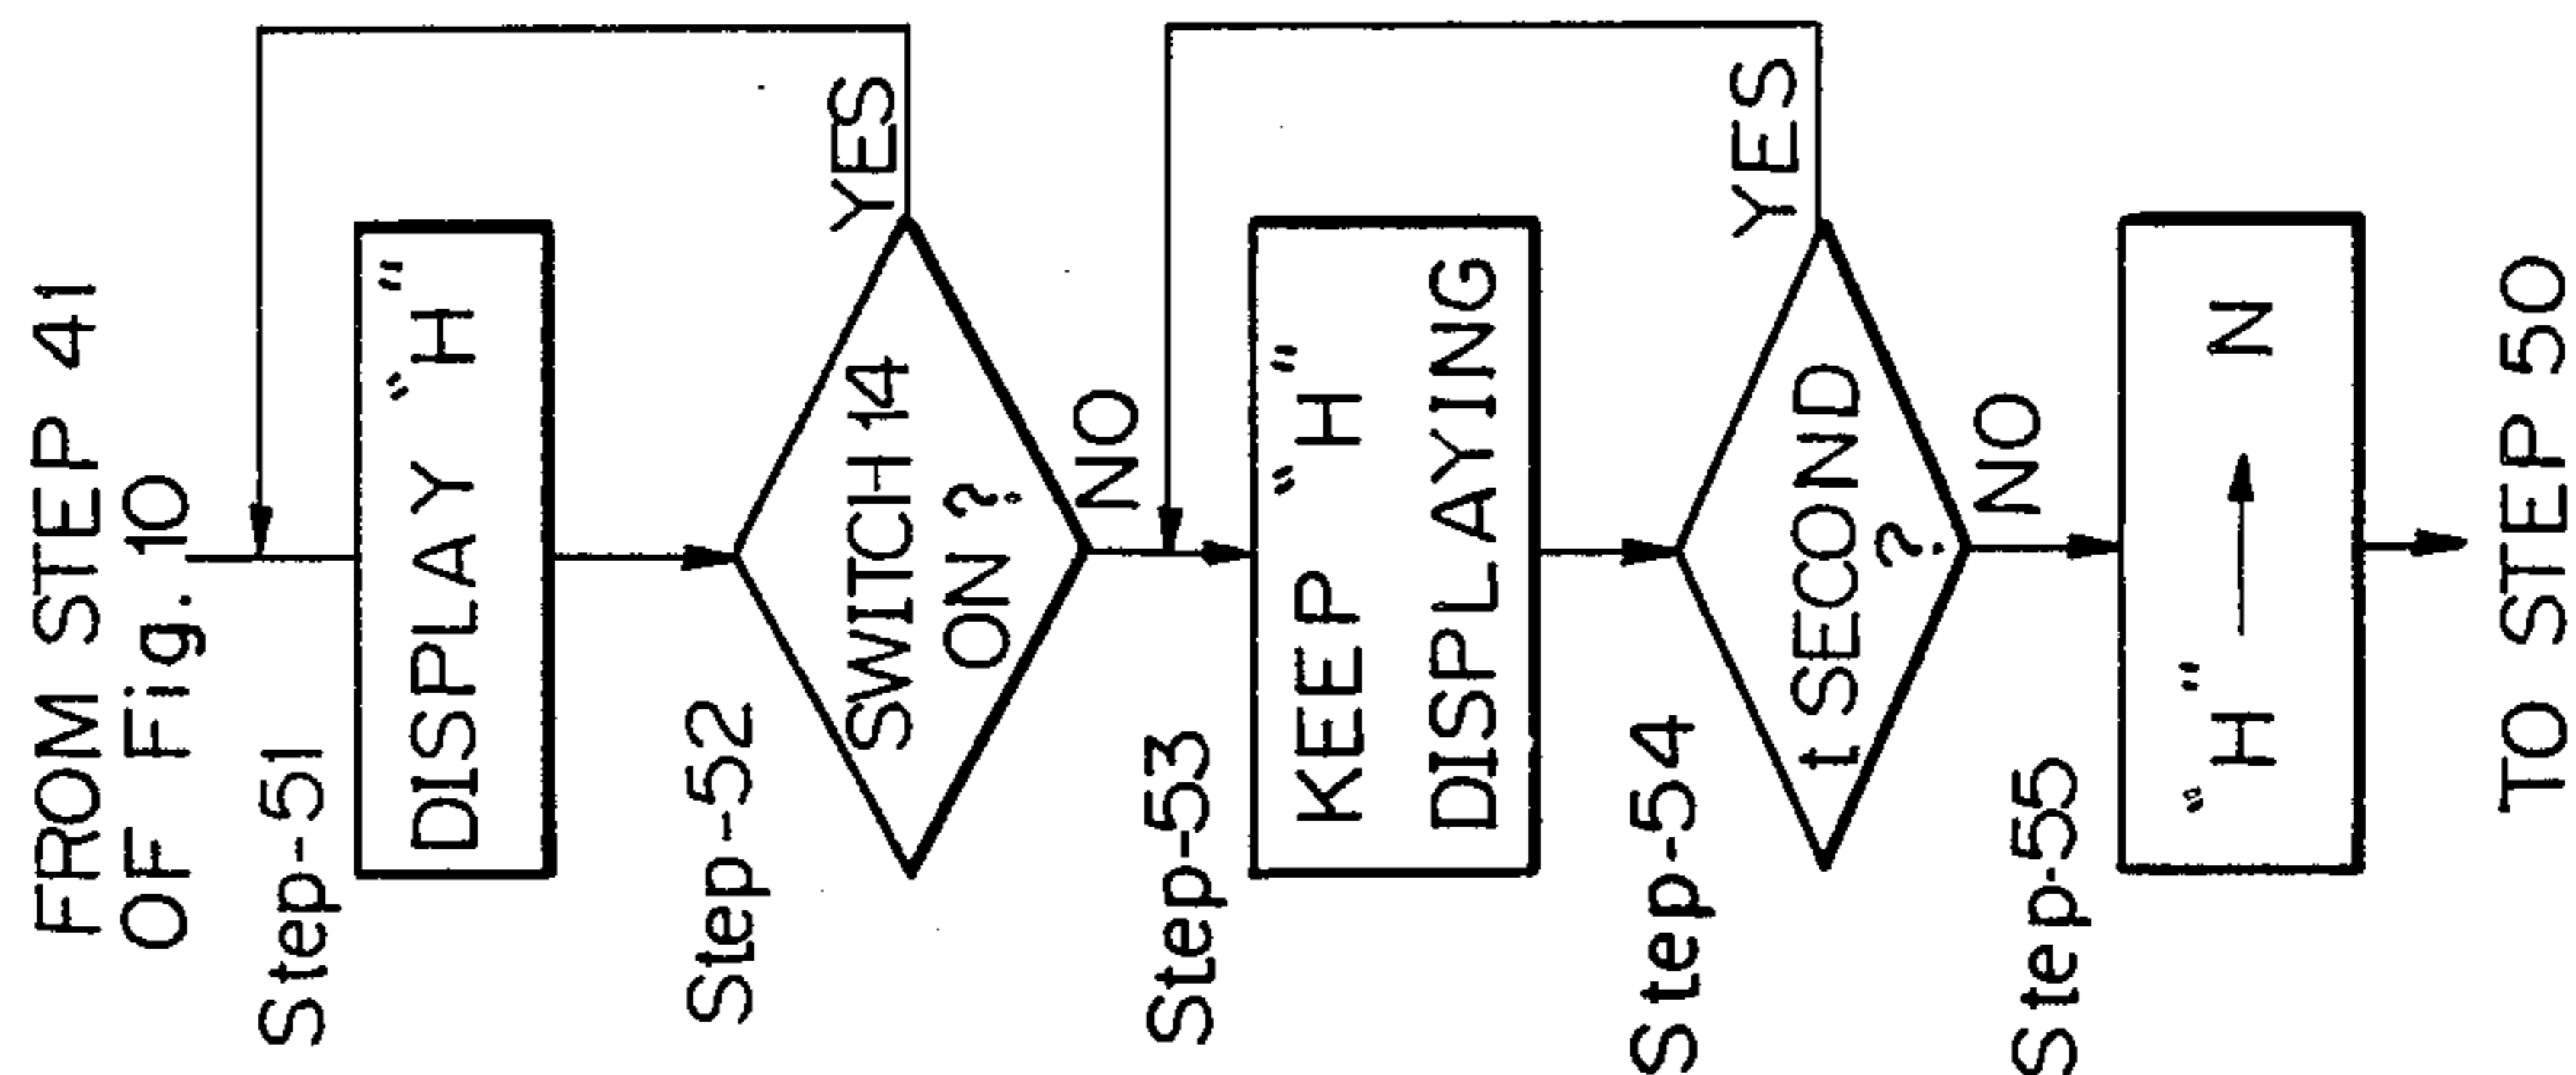 FROM STEP 41
OF Fig. 10
Step-51
DISPLAY "H"
Step-52
SWITCH 14
ON ?
YES
NO
Step-53
KEEP "H"
DISPLAYING
Step-54
t SECOND
?
YES
NO
Step-55
"H" → N
TO STEP 50